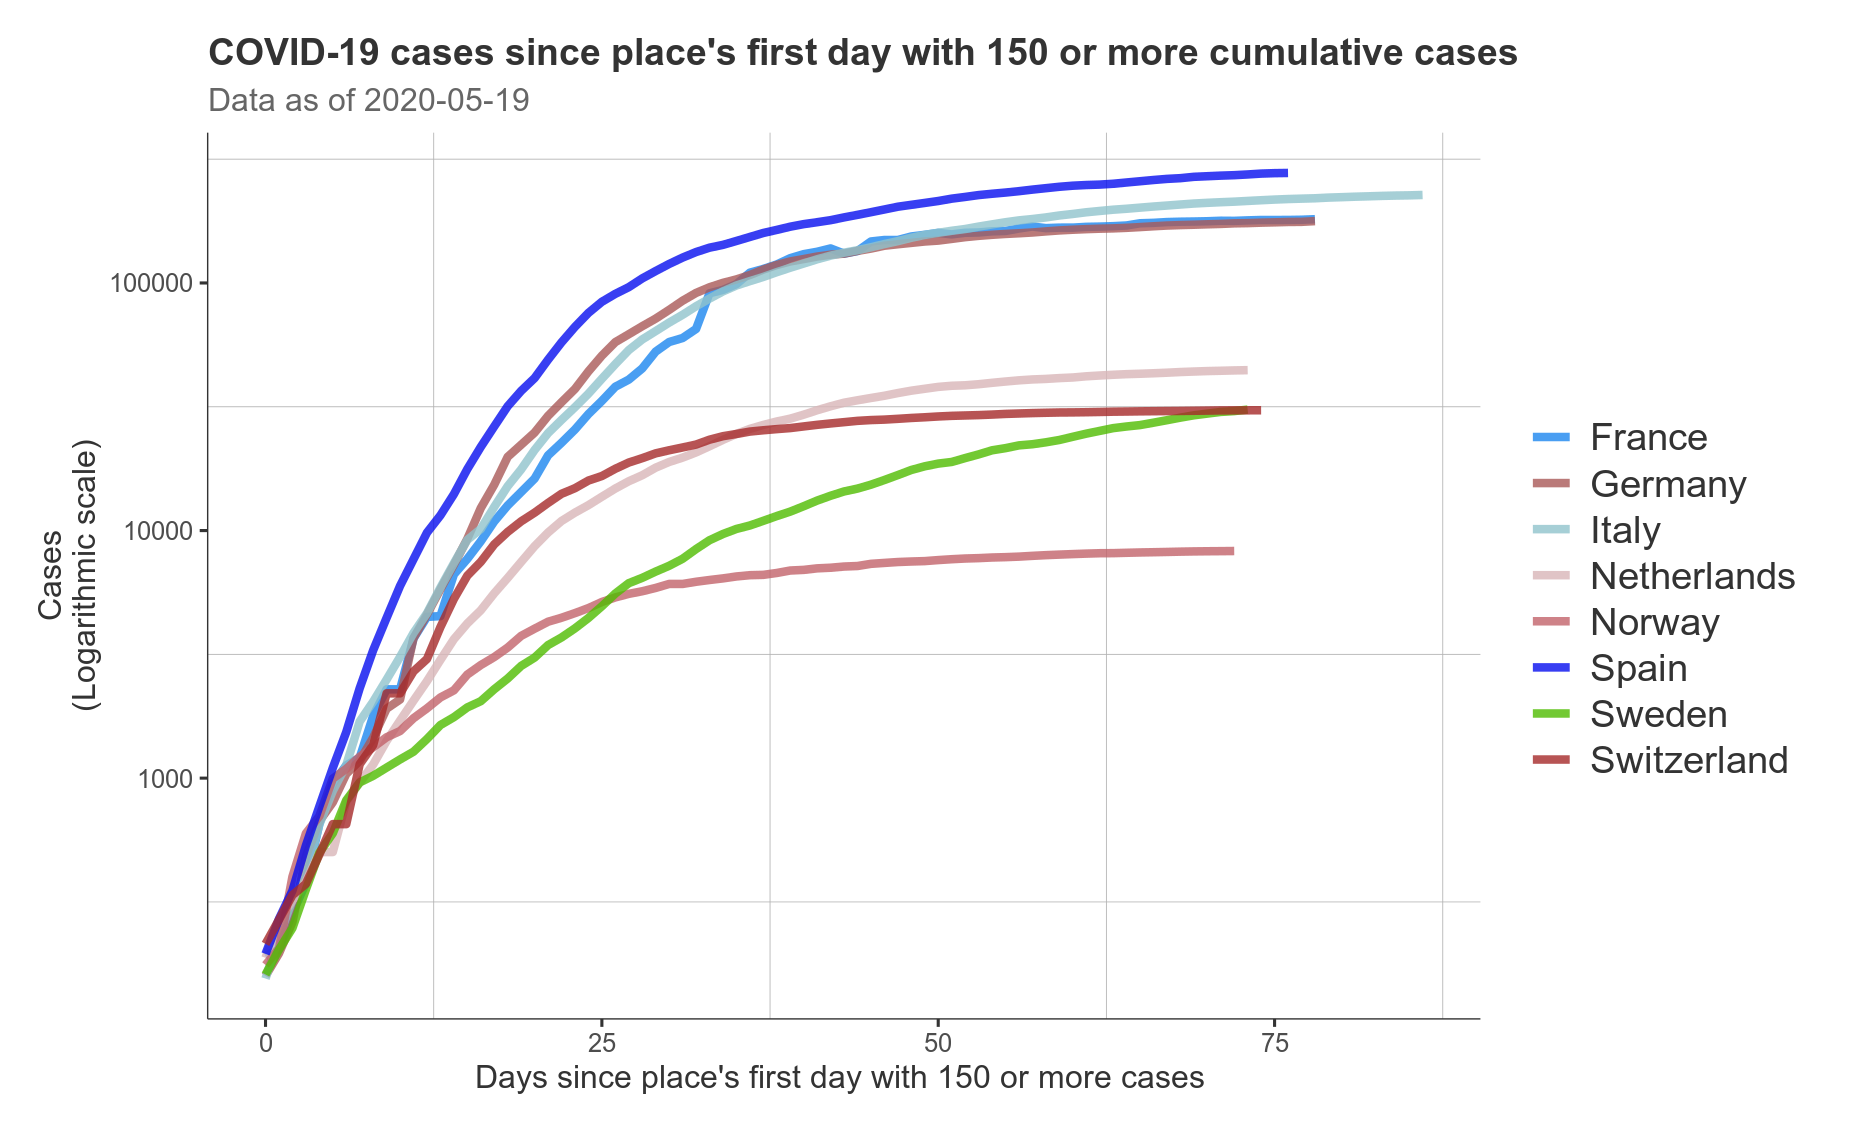 COVID-19 cases since place's first day with 150 or more cumulative cases
Data as of 2020-05-19
Cases
(Logarithmic scale)
100000
10000
1000
0
25
50
75
Days since place's first day with 150 or more cases
France
Germany
Italy
Netherlands
Norway
Spain
Sweden
Switzerland